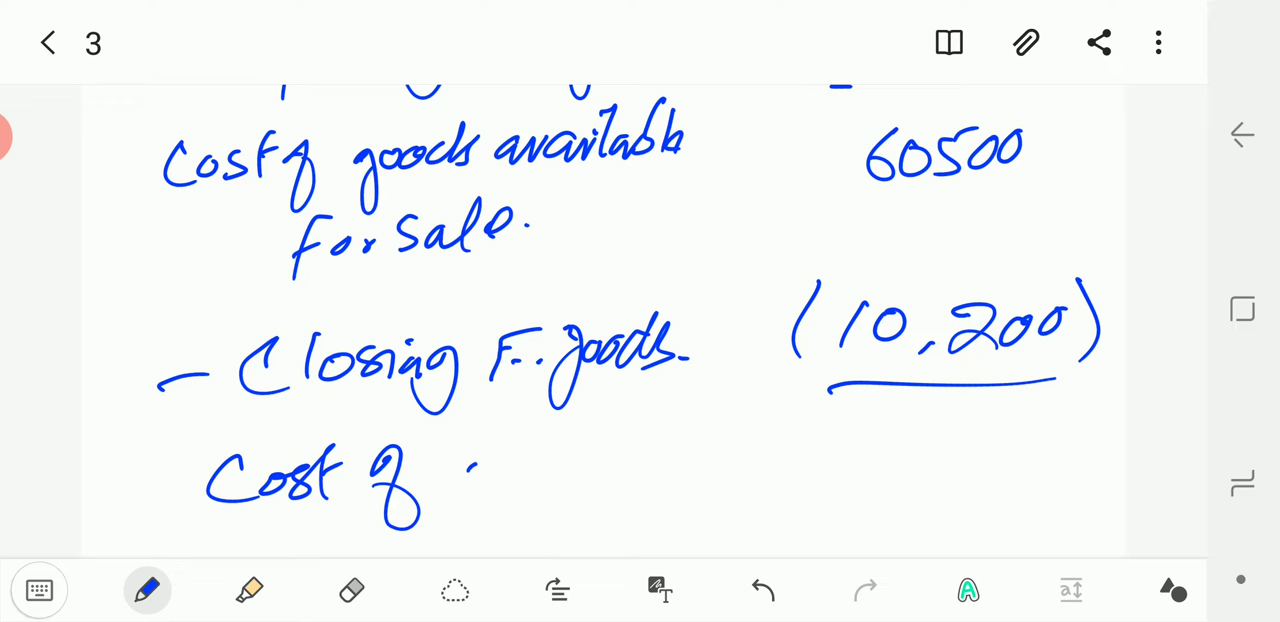 3
Cost of goods available 60500
for sale.
- Closing F. goods. (10,200)
Cost of
T
A
a